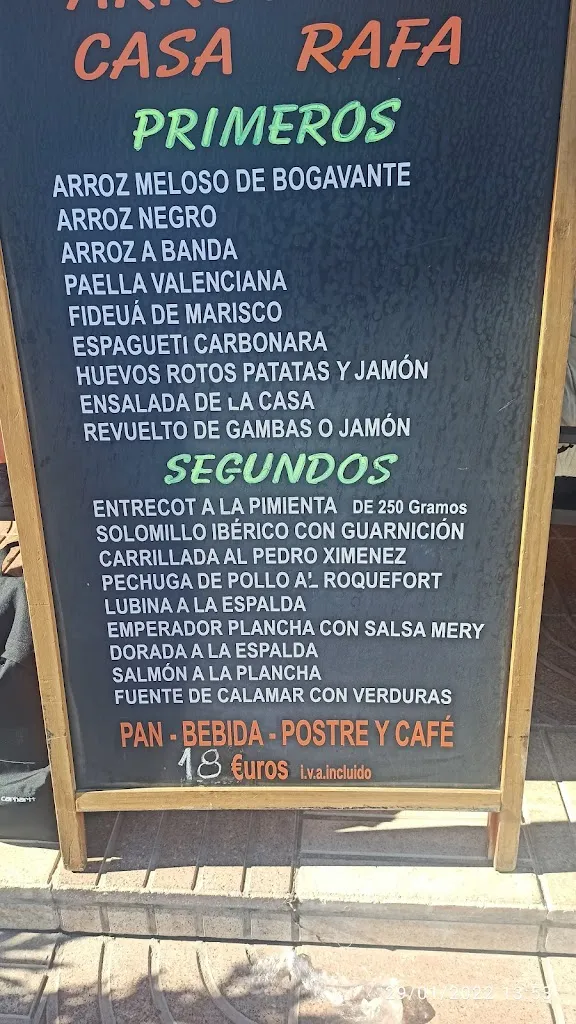 CASA RAFA
PRIMEROS
ARROZ MELOSO DE BOGAVANTE
ARROZ NEGRO
ARROZ A BANDA
PAELLA VALENCIANA
FIDEUÁ DE MARISCO
ESPAGUETI CARBONARA
HUEVOS ROTOS PATATAS Y JAMÓN
ENSALADA DE LA CASA
REVUELTO DE GAMBAS O JAMÓN
SEGUNDOS
ENTRECOT A LA PIMIENTA DE 250 Gramos
SOLOMILLO IBÉRICO CON GUARNICIÓN
CARRILLADA AL PEDRO XIMENEZ
PECHUGA DE POLLO AL ROQUEFORT
LUBINA A LA ESPALDA
EMPERADOR PLANCHA CON SALSA MERY
DORADA A LA ESPALDA
SALMÓN A LA PLANCHA
FUENTE DE CALAMAR CON VERDURAS
PAN - BEBIDA - POSTRE Y CAFÉ
18 €uros i.v.a.incluido
carhartt